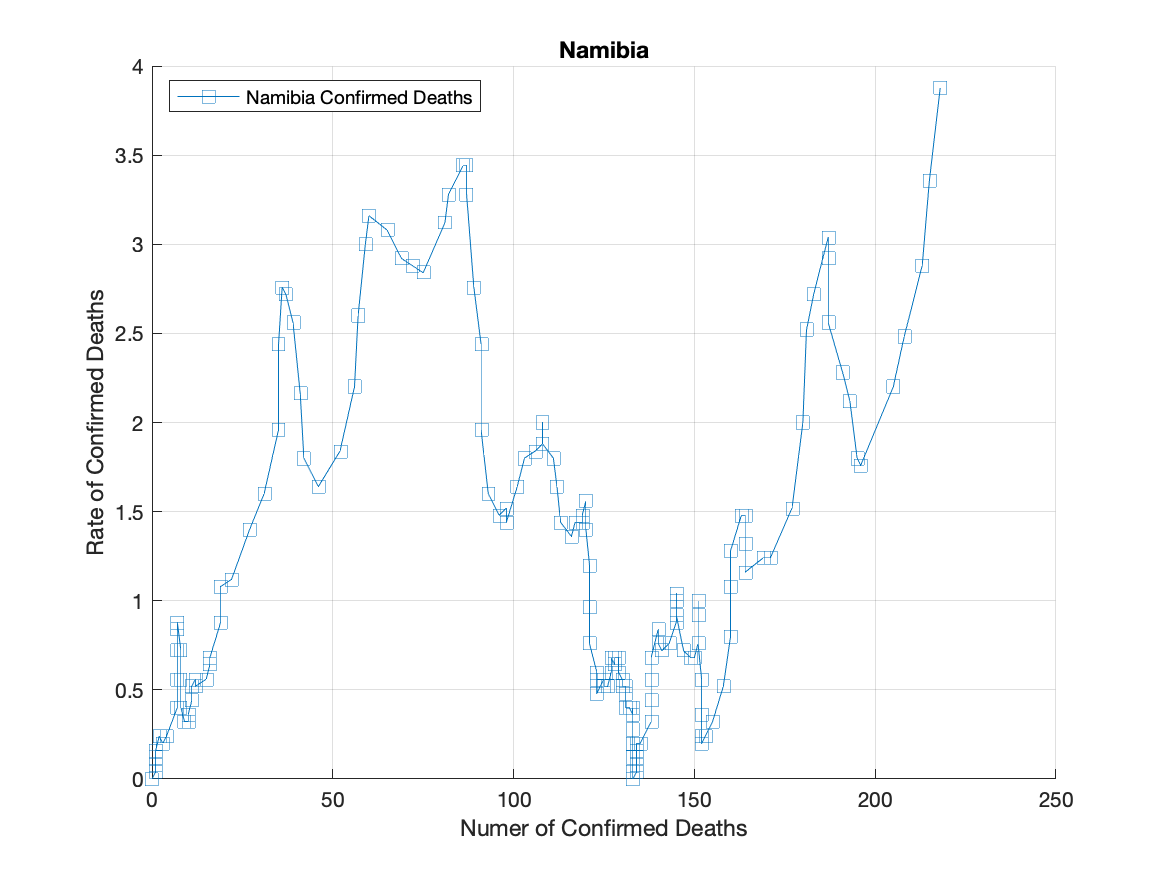 Namibia
Namibia Confirmed Deaths
4
3.5
3
2.5
2
1.5
1
0.5
0
Rate of Confirmed Deaths
0 50 100 150 200 250
Numer of Confirmed Deaths